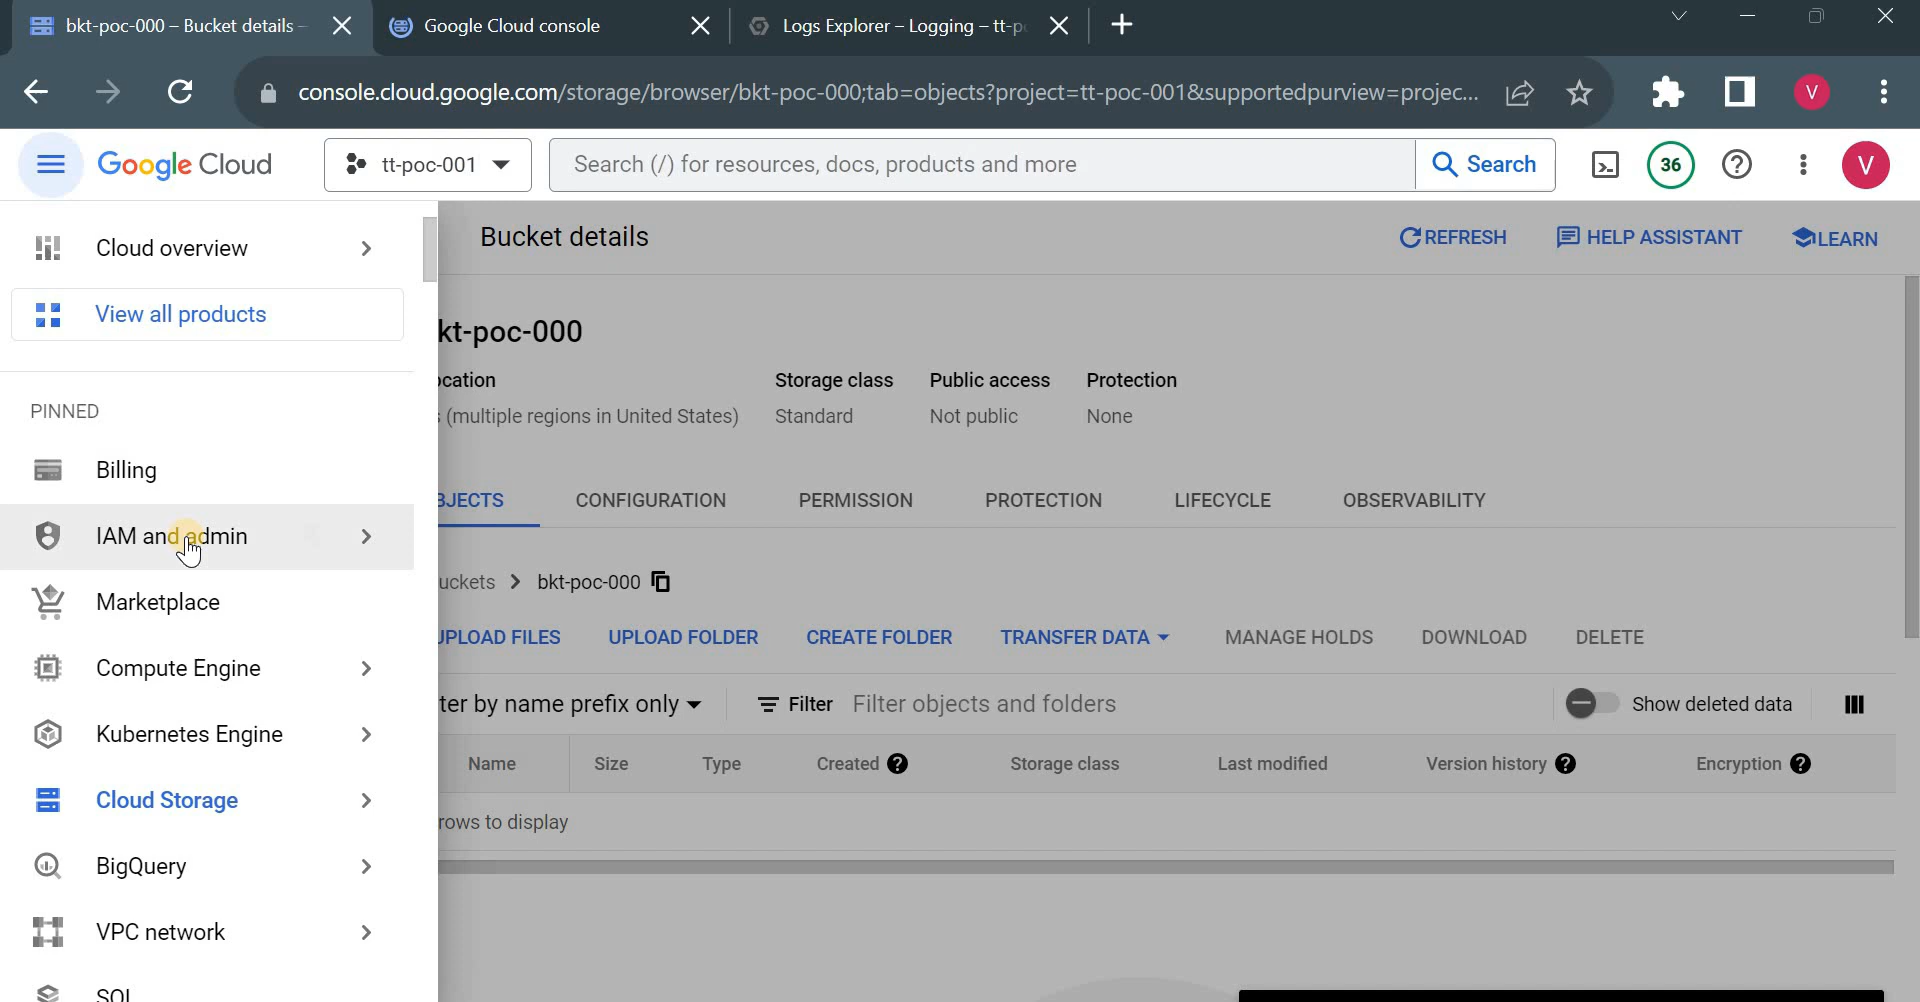 bkt-poc-000 – Bucket details –
Google Cloud console
Logs Explorer – Logging – tt-p
console.cloud.google.com/storage/browser/bkt-poc-000;tab=objects?project=tt-poc-001&supportedpurview=projec...
V
Google Cloud
tt-poc-001
Search (/) for resources, docs, products and more
Search
36
V
Cloud overview
Bucket details
REFRESH
HELP ASSISTANT
LEARN
View all products
kt-poc-000
ocation
Storage class
Public access
Protection
(multiple regions in United States)
Standard
Not public
None
PINNED
Billing
BJECTS
CONFIGURATION
PERMISSION
PROTECTION
LIFECYCLE
OBSERVABILITY
IAM and admin
uckets > bkt-poc-000
Marketplace
UPLOAD FILES
UPLOAD FOLDER
CREATE FOLDER
TRANSFER DATA
MANAGE HOLDS
DOWNLOAD
DELETE
Compute Engine
ter by name prefix only
Filter
Filter objects and folders
Show deleted data
Kubernetes Engine
Name
Size
Type
Created
Storage class
Last modified
Version history
Encryption
Cloud Storage
rows to display
BigQuery
VPC network
SQL